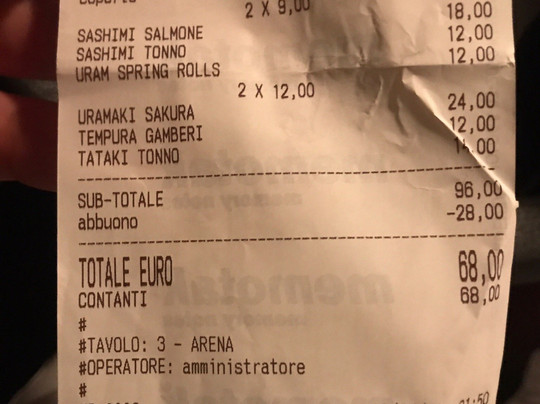 2 X 9,00 18,00
SASHIMI SALMONE 12,00
SASHIMI TONNO 12,00
URAM SPRING ROLLS
2 X 12,00
URAMAKI SAKURA 24,00
TEMPURA GAMBERI 12,00
TATAKI TONNO
SUB-TOTALE 96,00
abbuono -28,00
TOTALE EURO 68,00
CONTANTI 68,00
#
#TAVOLO: 3 - ARENA
#OPERATORE: amministratore
#